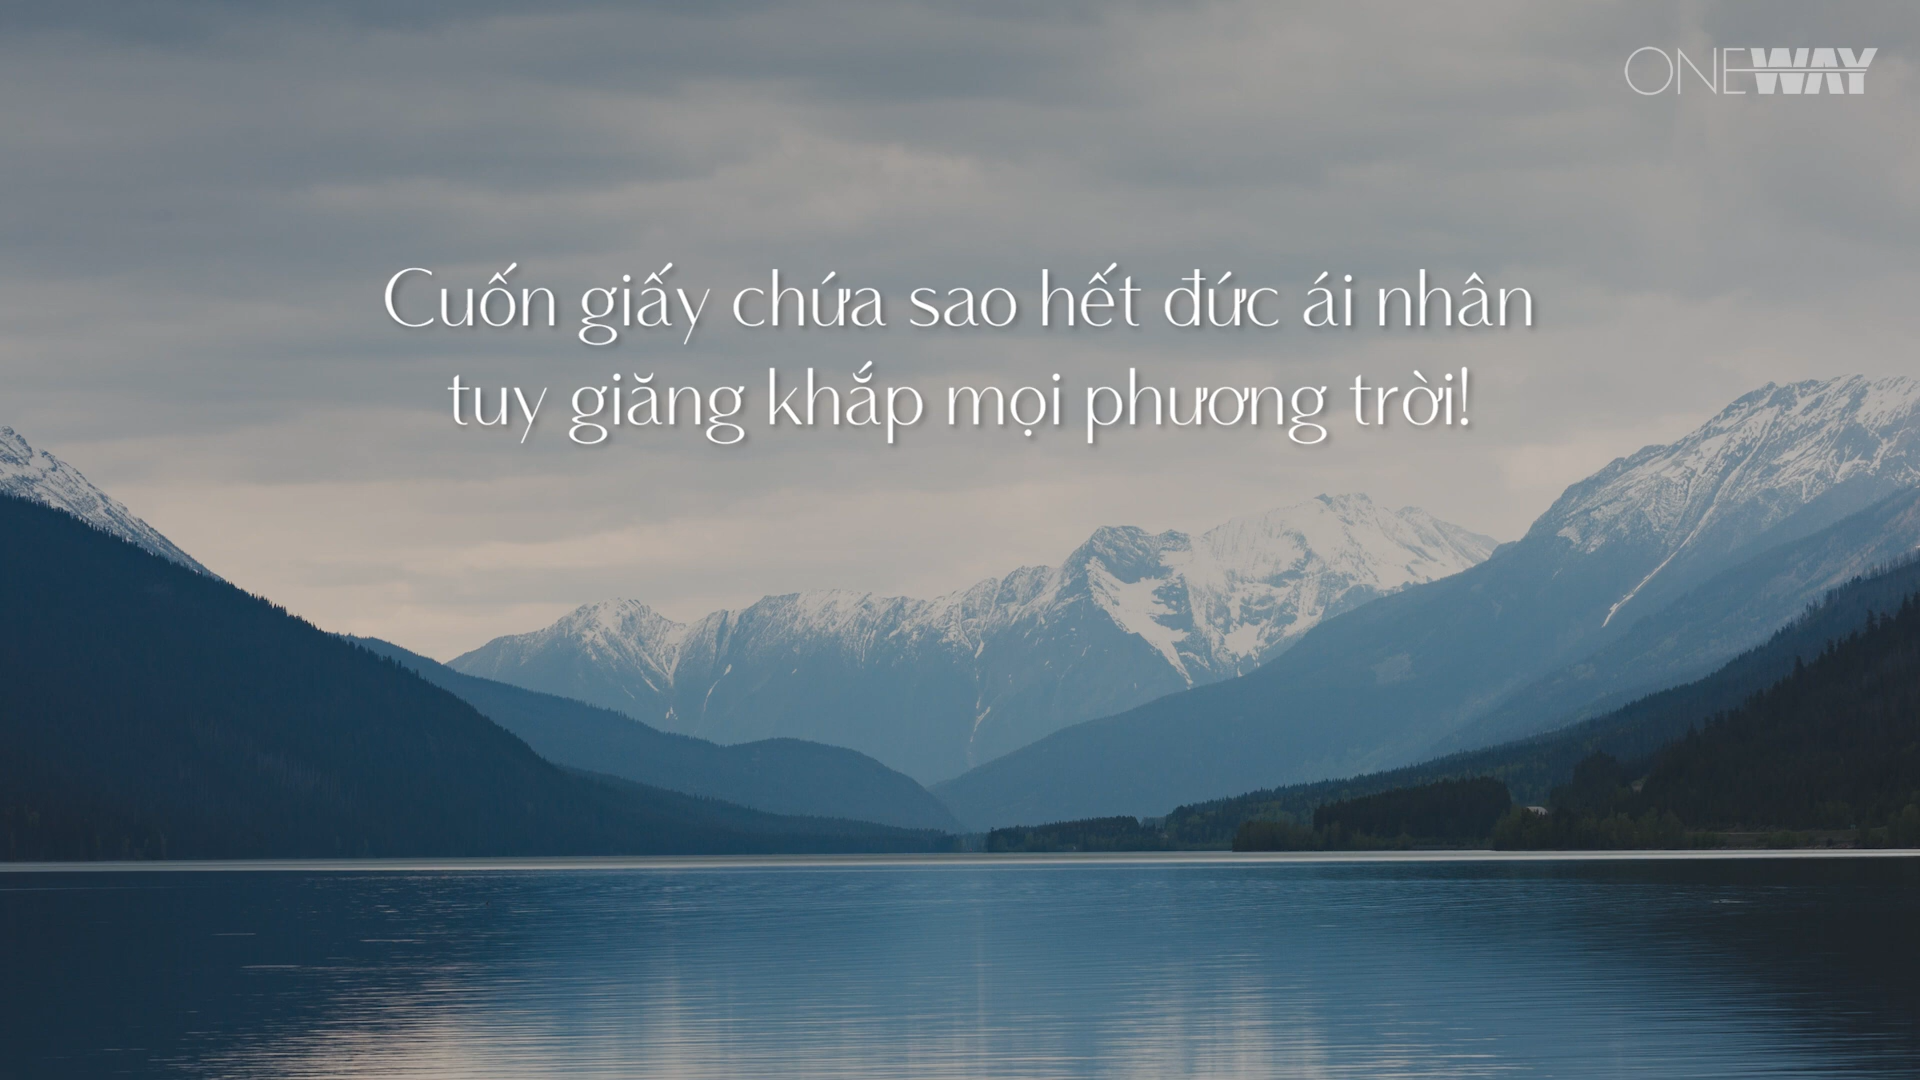 ONEWAY
Cuốn giấy chứa sao hết đức ái nhân
tuy giăng khắp mọi phương trời!